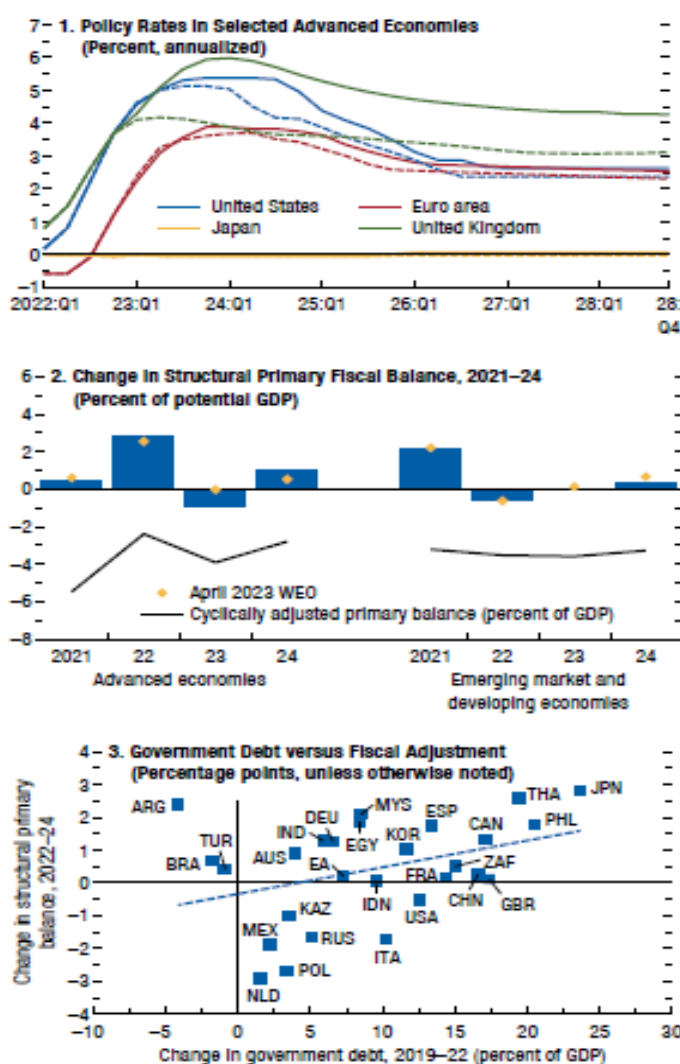 1. Policy Rates in Selected Advanced Economies
(Percent, annualized)
7
6
5
4
3
2
1
0
−1
United States
Euro area
Japan
United Kingdom
2022:Q1
23:Q1
24:Q1
25:Q1
26:Q1
27:Q1
28:Q1
28:
Q4
2. Change in Structural Primary Fiscal Balance, 2021–24
(Percent of potential GDP)
6
4
2
0
−2
−4
−6
−8
April 2023 WEO
Cyclically adjusted primary balance (percent of GDP)
2021
22
23
24
2021
22
23
24
Advanced economies
Emerging market and
developing economies
3. Government Debt versus Fiscal Adjustment
(Percentage points, unless otherwise noted)
Change in structural primary
balance, 2022–24
4
3
2
1
0
−1
−2
−3
−4
ARG
TUR
BRA
IND
DEU
MYS
EGY
AUS
EA
KOR
ESP
CAN
THA
JPN
PHL
ZAF
FRA
IDN
USA
CHN
GBR
KAZ
MEX
RUS
ITA
POL
NLD
−10
−5
0
5
10
15
20
25
30
Change in government debt, 2019–22 (percent of GDP)